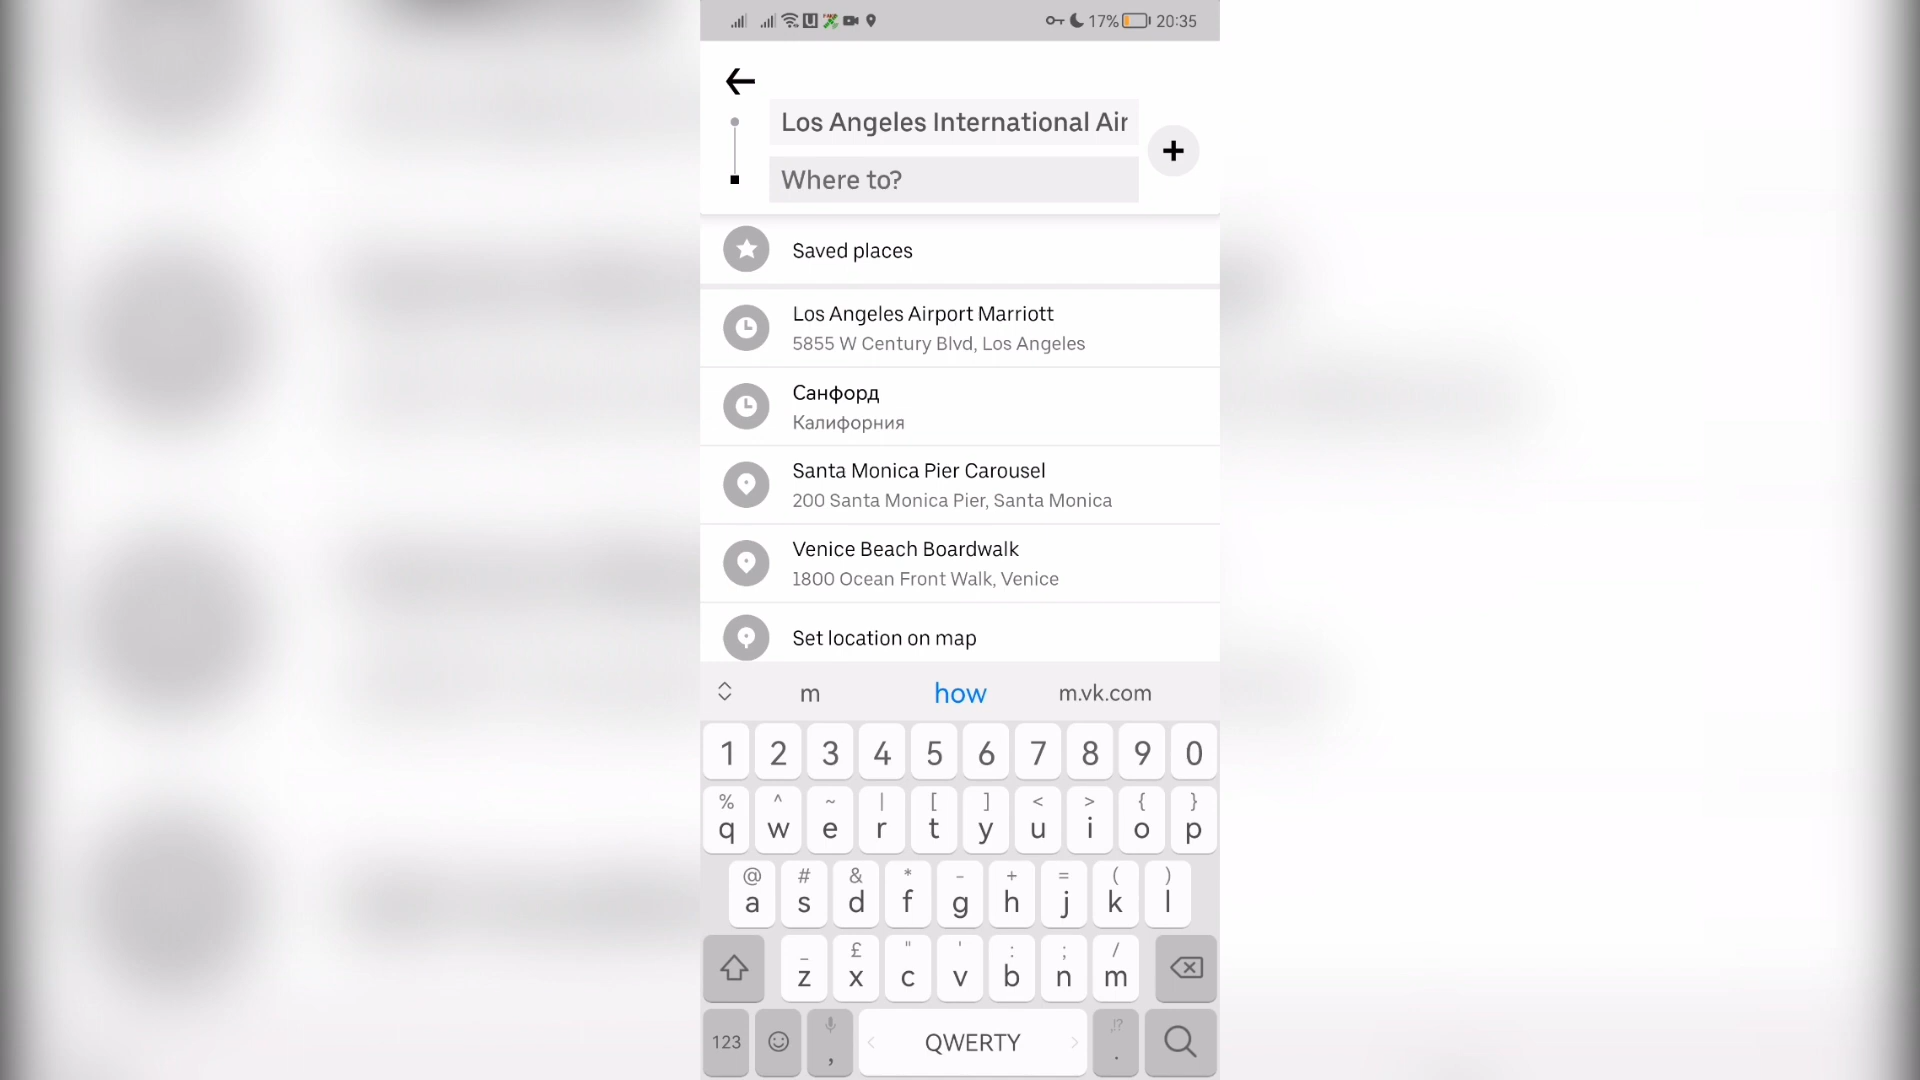 17% 20:35
Los Angeles International Air
Where to?
Saved places
Los Angeles Airport Marriott
5855 W Century Blvd, Los Angeles
Санфорд
Калифорния
Santa Monica Pier Carousel
200 Santa Monica Pier, Santa Monica
Venice Beach Boardwalk
1800 Ocean Front Walk, Venice
Set location on map
m how m.vk.com
1 2 3 4 5 6 7 8 9 0
% ^ ~ | [ ] < > { }
q w e r t y u i o p
@ # & * - + = ( )
a s d f g h j k l
_ £ " ' : ; /
z x c v b n m
123 , QWERTY ,!? .